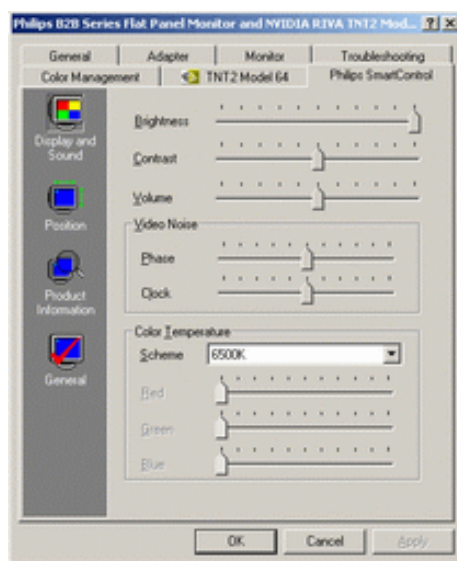 Philips B2B Series Flat Panel Monitor and NVIDIA RIVA TNT2 Mod...
General Adapter Monitor Troubleshooting
Color Management TNT2 Model 64 Philips SmartControl
Display and Sound
Position
Product Information
General
Brightness
Contrast
Volume
Video Noise
Phase
Clock
Color Temperature
Scheme 6500K
Red
Green
Blue
OK Cancel Apply